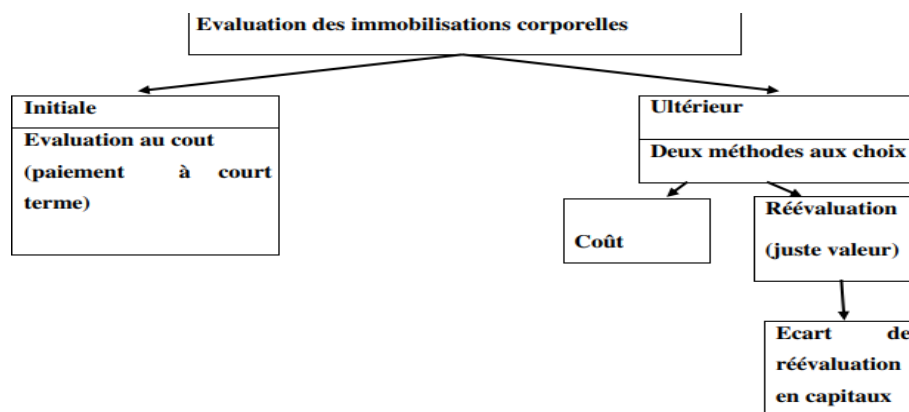 Evaluation des immobilisations corporelles
Initiale
Evaluation au cout
(paiement à court
terme)
Ultérieur
Deux méthodes aux choix
Coût
Réévaluation
(juste valeur)
Ecart de
réévaluation
en capitaux